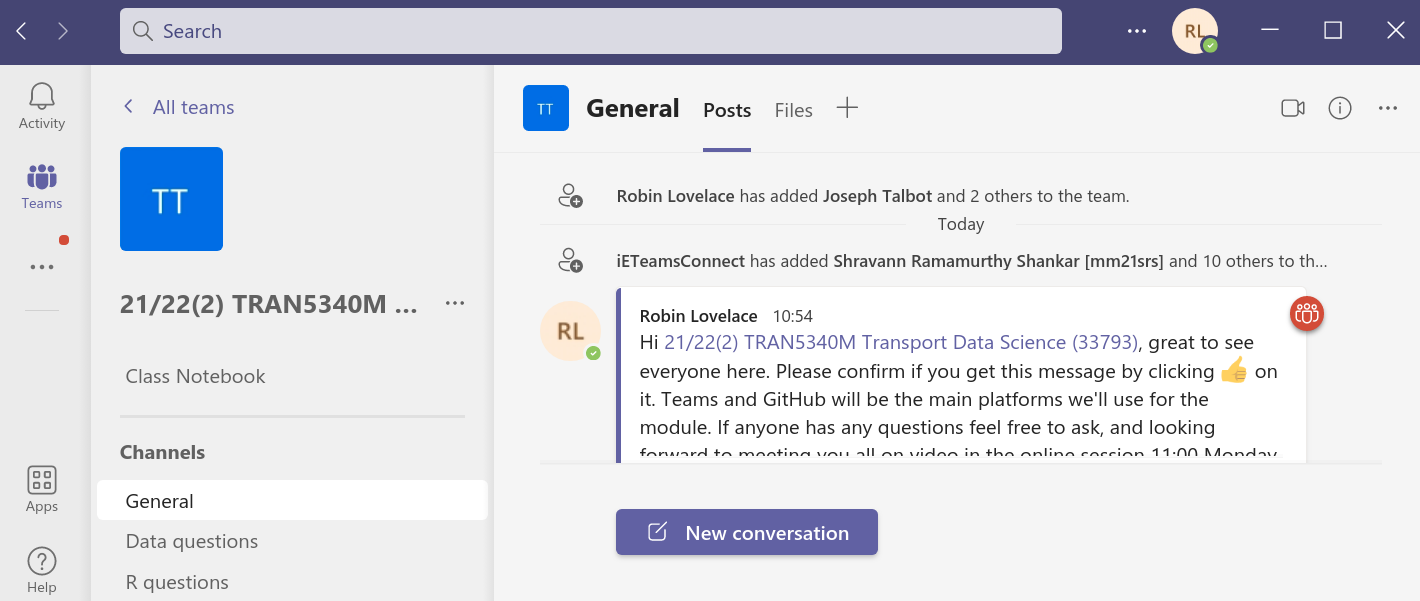 Search
RL
Activity
Teams
Apps
Help
All teams
TT
21/22(2) TRAN5340M ...
Class Notebook
Channels
General
Data questions
R questions
TT
General
Posts
Files
Robin Lovelace has added Joseph Talbot and 2 others to the team.
Today
iETeamsConnect has added Shravann Ramamurthy Shankar [mm21srs] and 10 others to th...
RL
Robin Lovelace 10:54
Hi 21/22(2) TRAN5340M Transport Data Science (33793), great to see
everyone here. Please confirm if you get this message by clicking 👍 on
it. Teams and GitHub will be the main platforms we'll use for the
module. If anyone has any questions feel free to ask, and looking
forward to meeting you all on video in the online session 11:00 Monday
New conversation